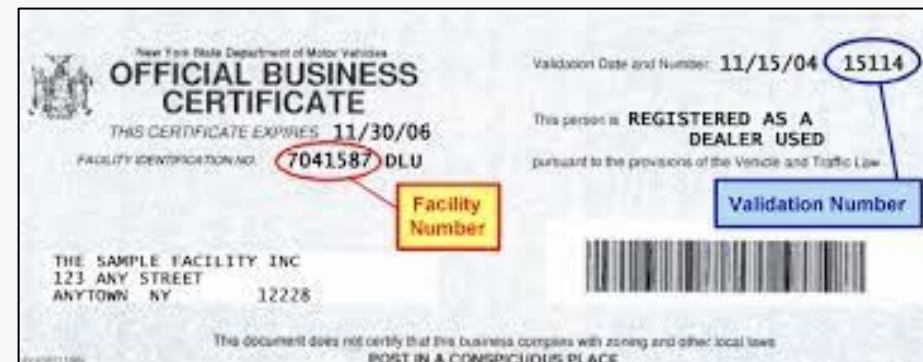 New York State Department of Motor Vehicles
OFFICIAL BUSINESS
CERTIFICATE
THIS CERTIFICATE EXPIRES 11/30/06
FACILITY IDENTIFICATION NO. 7041587 DLU
Facility
Number
Validation Date and Number 11/15/04 15114
This person is REGISTERED AS A
DEALER USED
pursuant to the provisions of the Vehicle and Traffic Law
Validation Number
THE SAMPLE FACILITY INC
123 ANY STREET
ANYTOWN NY 12228
This document does not certify that this business complies with zoning and other local laws
POST IN A CONSPICUOUS PLACE